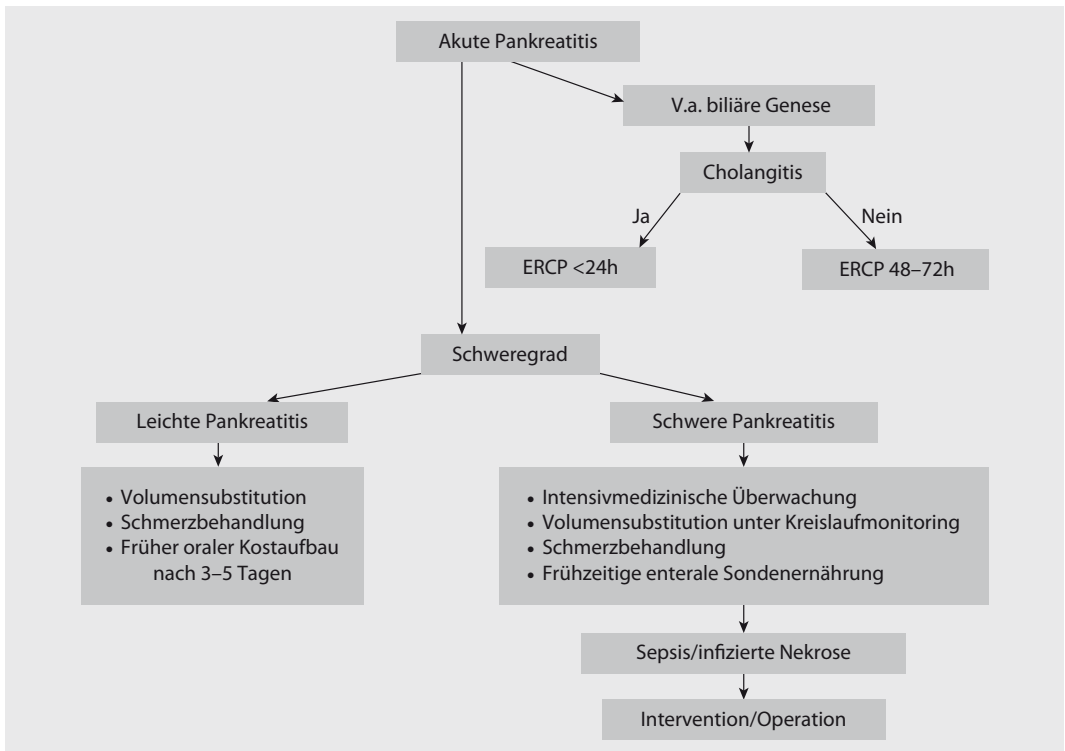 Akute Pankreatitis
V.a. biliäre Genese
Cholangitis
Ja
Nein
ERCP <24h
ERCP 48–72h
Schweregrad
Leichte Pankreatitis
Schwere Pankreatitis
• Volumensubstitution
• Schmerzbehandlung
• Früher oraler Kostaufbau
nach 3–5 Tagen
• Intensivmedizinische Überwachung
• Volumensubstitution unter Kreislaufmonitoring
• Schmerzbehandlung
• Frühzeitige enterale Sondenernährung
Sepsis/infizierte Nekrose
Intervention/Operation